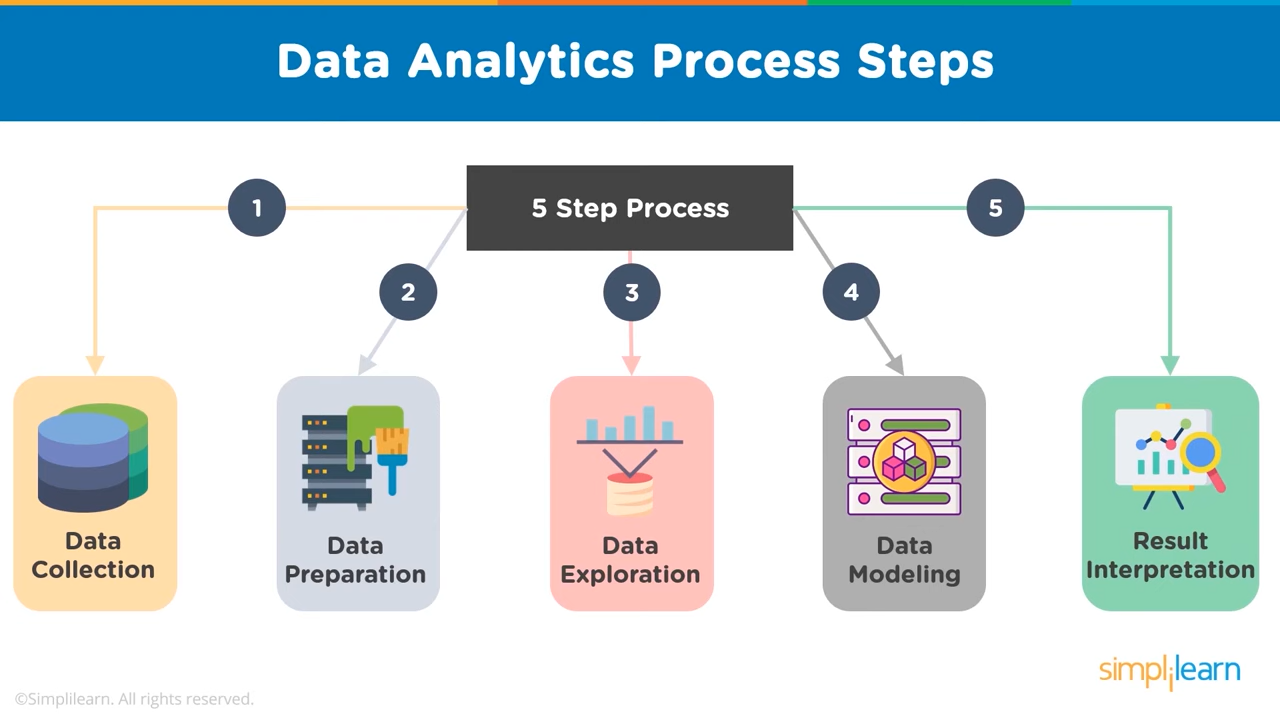 Data Analytics Process Steps
5 Step Process
1
2
3
4
5
Data
Collection
Data
Preparation
Data
Exploration
Data
Modeling
Result
Interpretation
simplilearn
©Simplilearn. All rights reserved.